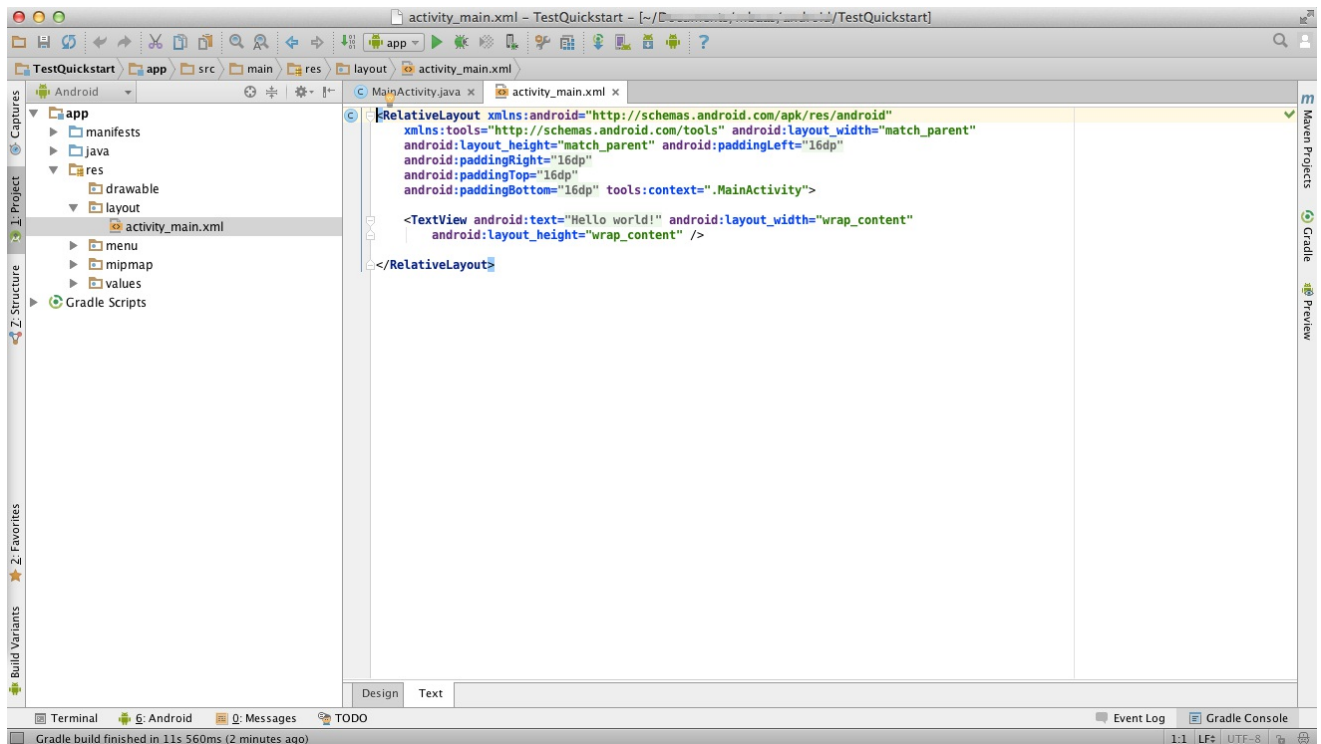 activity_main.xml – TestQuickstart – [~/ /TestQuickstart]
app
TestQuickstart app src main res layout activity_main.xml
Android
MainActivity.java activity_main.xml
Captures
1: Project
Z: Structure
2: Favorites
Build Variants
app
manifests
java
res
drawable
layout
activity_main.xml
menu
mipmap
values
Gradle Scripts
<RelativeLayout xmlns:android="http://schemas.android.com/apk/res/android"
xmlns:tools="http://schemas.android.com/tools" android:layout_width="match_parent"
android:layout_height="match_parent" android:paddingLeft="16dp"
android:paddingRight="16dp"
android:paddingTop="16dp"
android:paddingBottom="16dp" tools:context=".MainActivity">
<TextView android:text="Hello world!" android:layout_width="wrap_content"
android:layout_height="wrap_content" />
</RelativeLayout>
m Maven Projects
Gradle
Preview
Design Text
Terminal 6: Android 0: Messages TODO Event Log Gradle Console
Gradle build finished in 11s 560ms (2 minutes ago) 1:1 LF UTF-8